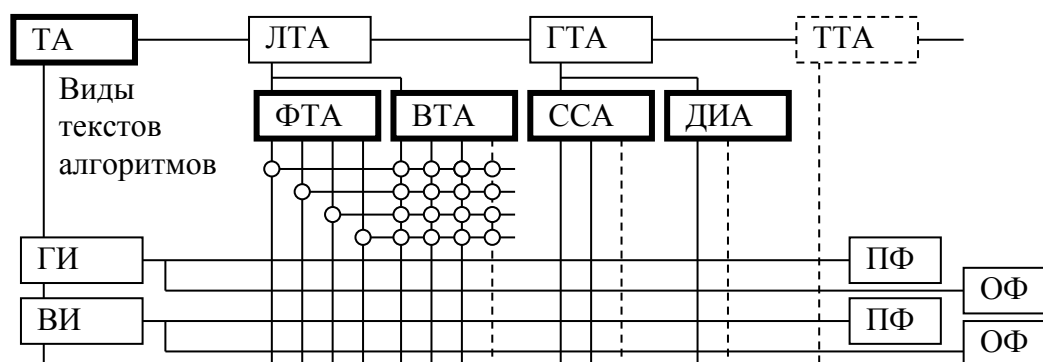 ТА ЛТА ГТА ТТА
Виды
текстов
алгоритмов
ФТА ВТА ССА ДИА
ГИ ПФ
ОФ
ВИ ПФ
ОФ